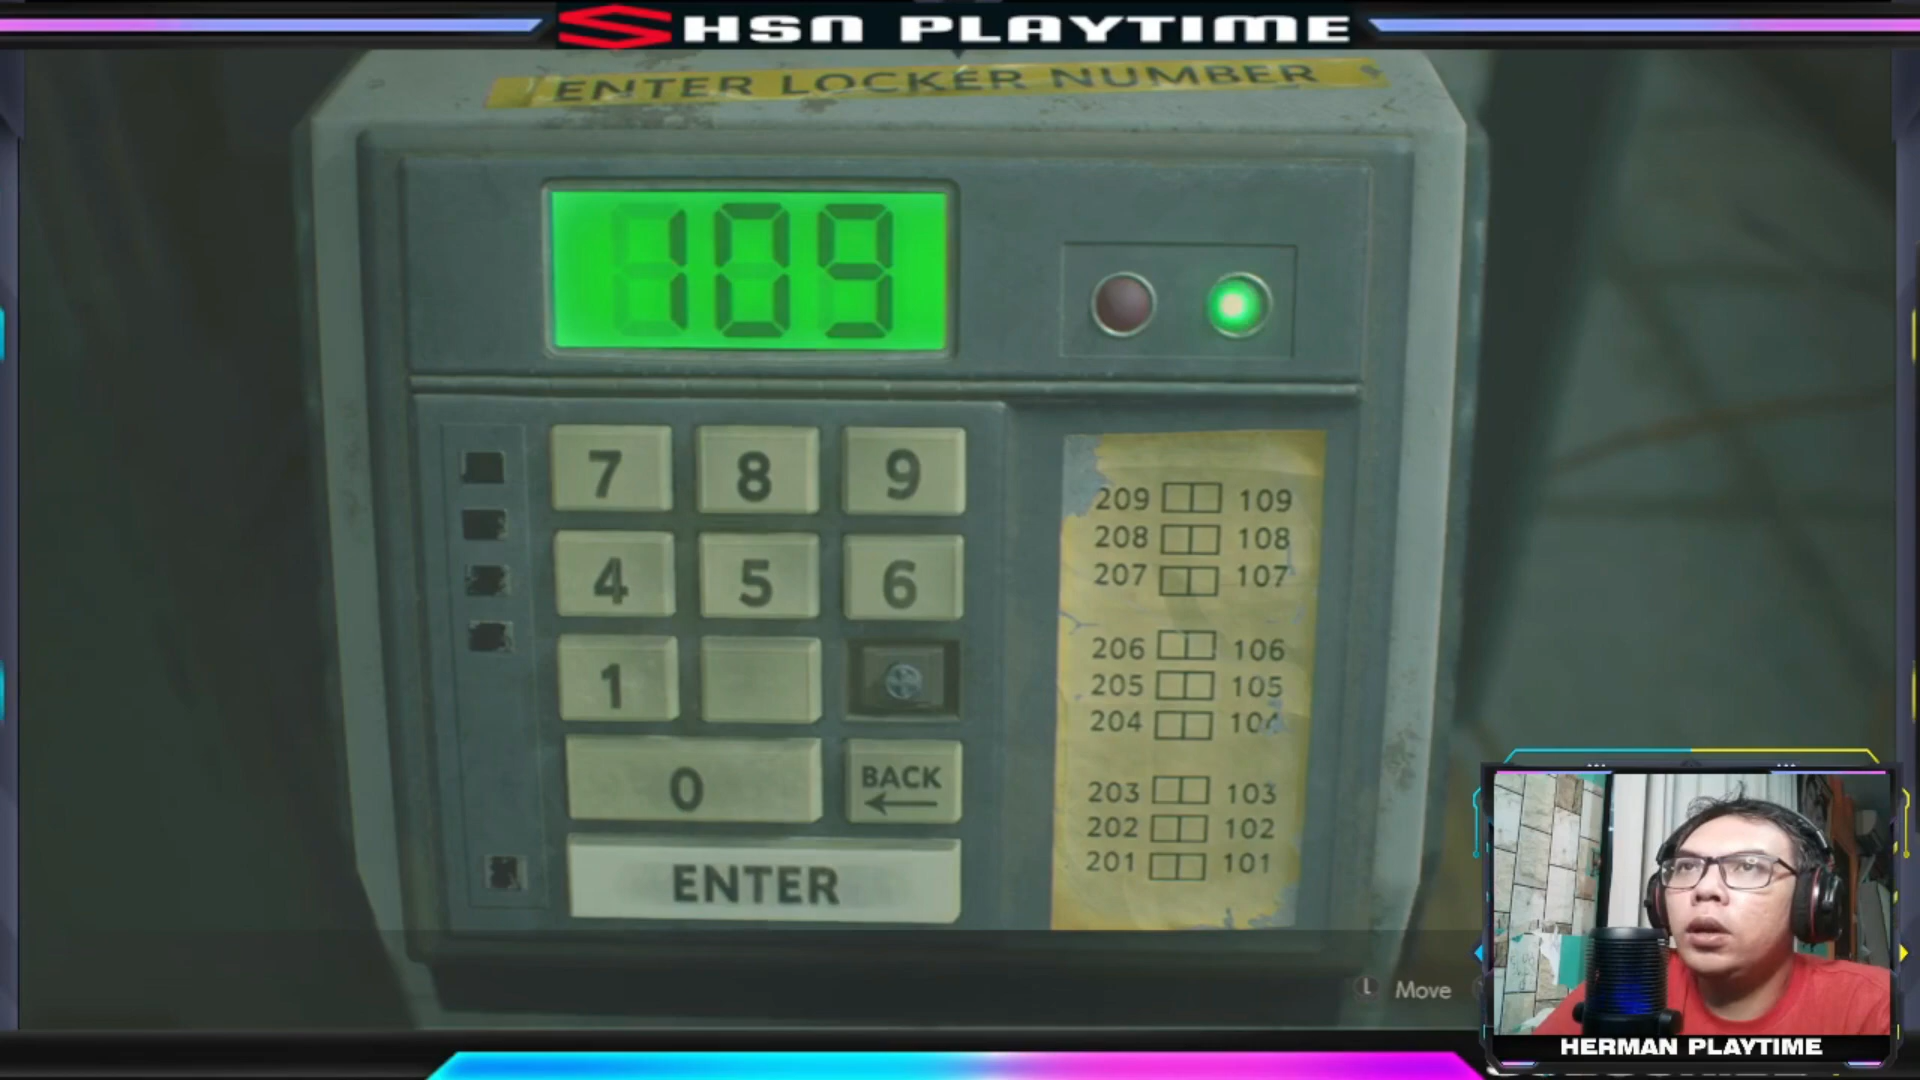 HSN PLAYTIME
ENTER LOCKER NUMBER
109
7 8 9
4 5 6
1
0 BACK
ENTER
209 109
208 108
207 107
206 106
205 105
204 104
203 103
202 102
201 101
L Move
HERMAN PLAYTIME